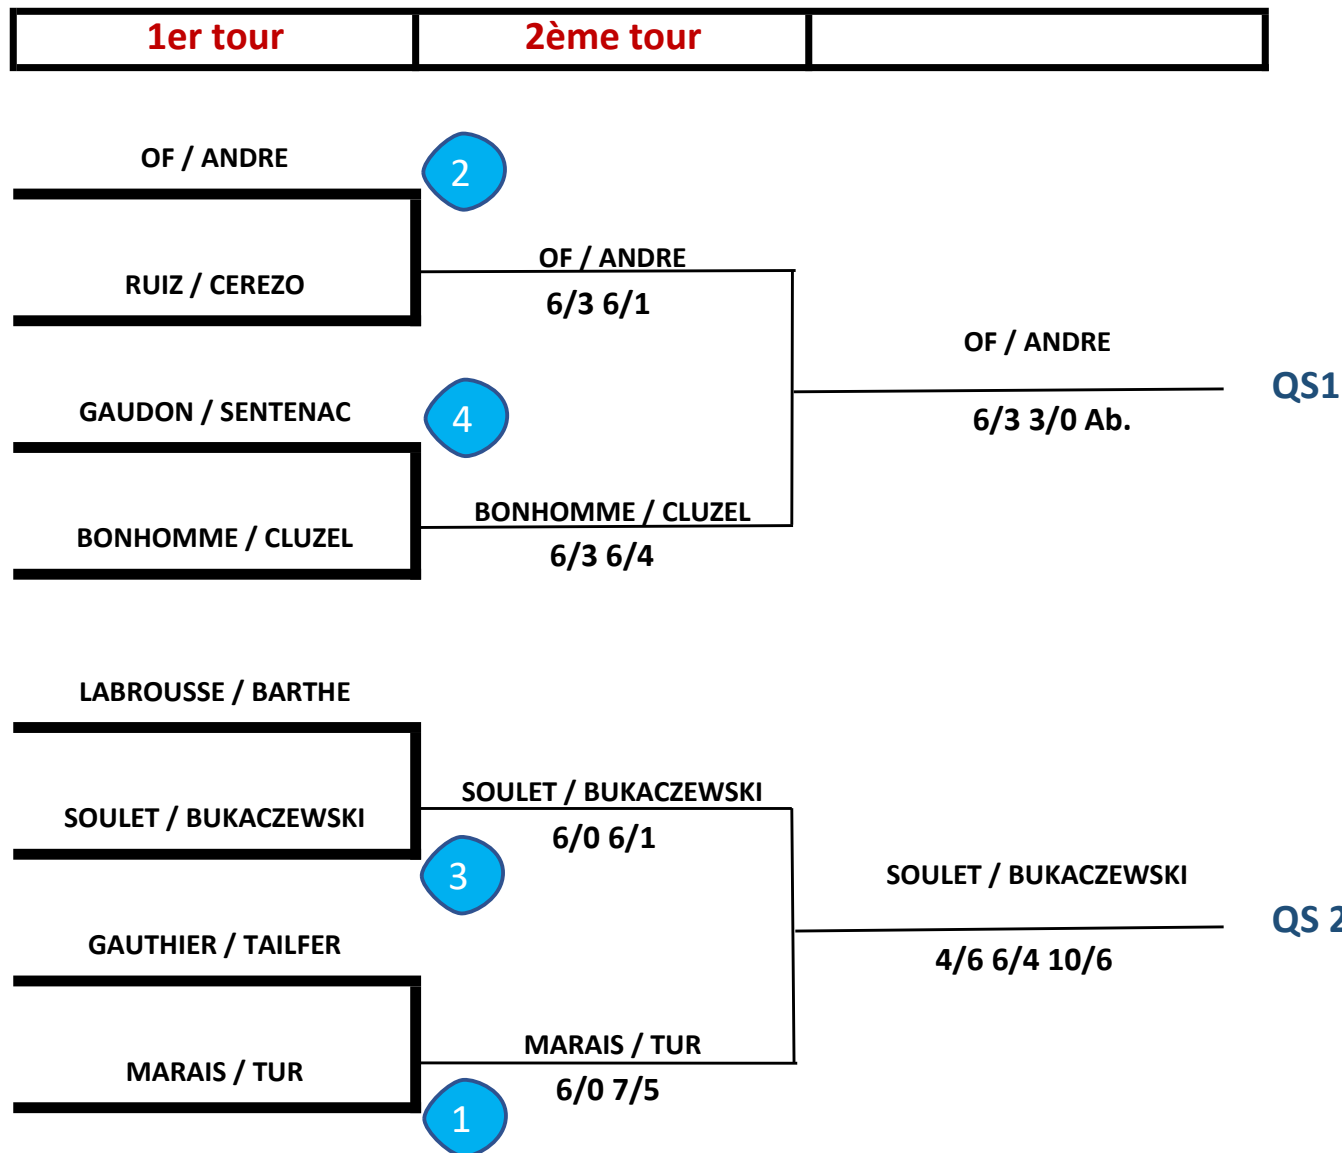 1er tour 2ème tour
OF / ANDRE
2
RUIZ / CEREZO
OF / ANDRE
6/3 6/1
GAUDON / SENTENAC
4
BONHOMME / CLUZEL
BONHOMME / CLUZEL
6/3 6/4
OF / ANDRE
6/3 3/0 Ab.
QS1
LABROUSSE / BARTHE
SOULET / BUKACZEWSKI
3
SOULET / BUKACZEWSKI
6/0 6/1
GAUTHIER / TAILFER
MARAIS / TUR
1
MARAIS / TUR
6/0 7/5
SOULET / BUKACZEWSKI
4/6 6/4 10/6
QS 2